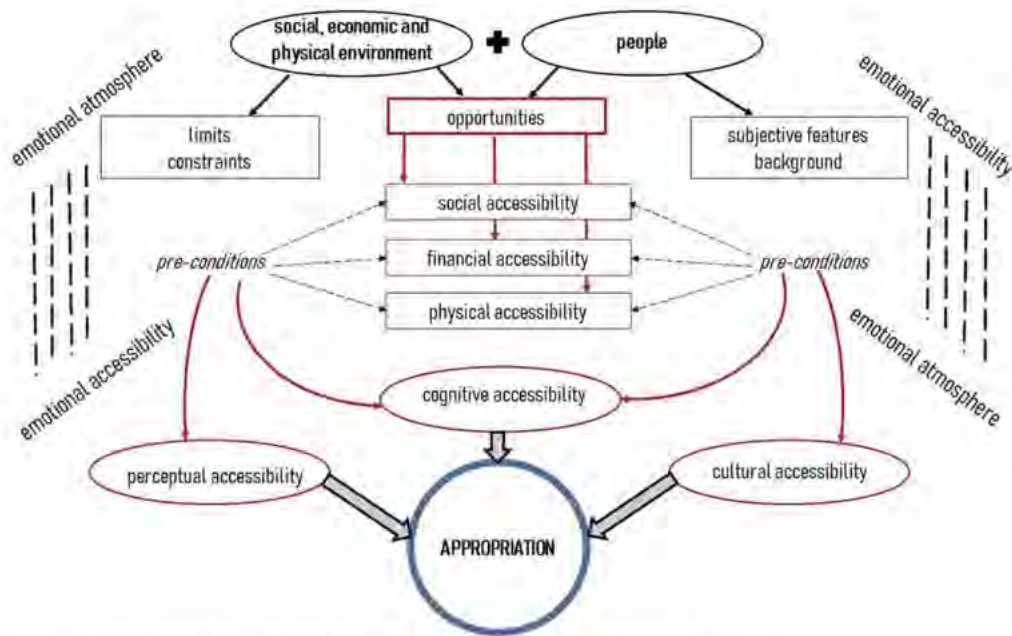 social, economic and
physical environment
people
emotional atmosphere
emotional accessibility
limits
constraints
opportunities
subjective features
background
social accessibility
pre-conditions
financial accessibility
pre-conditions
physical accessibility
emotional accessibility
emotional atmosphere
cognitive accessibility
perceptual accessibility
cultural accessibility
APPROPRIATION